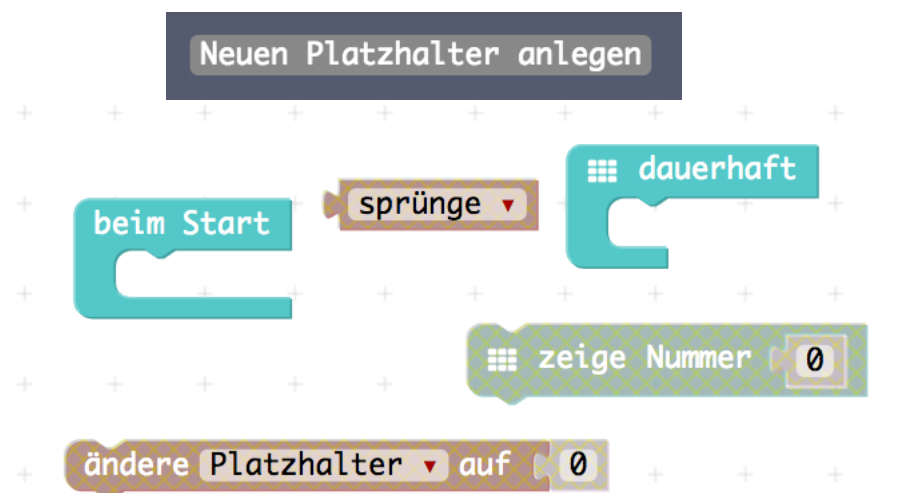 Neuen Platzhalter anlegen
dauerhaft
sprünge
beim Start
zeige Nummer 0
ändere Platzhalter auf 0